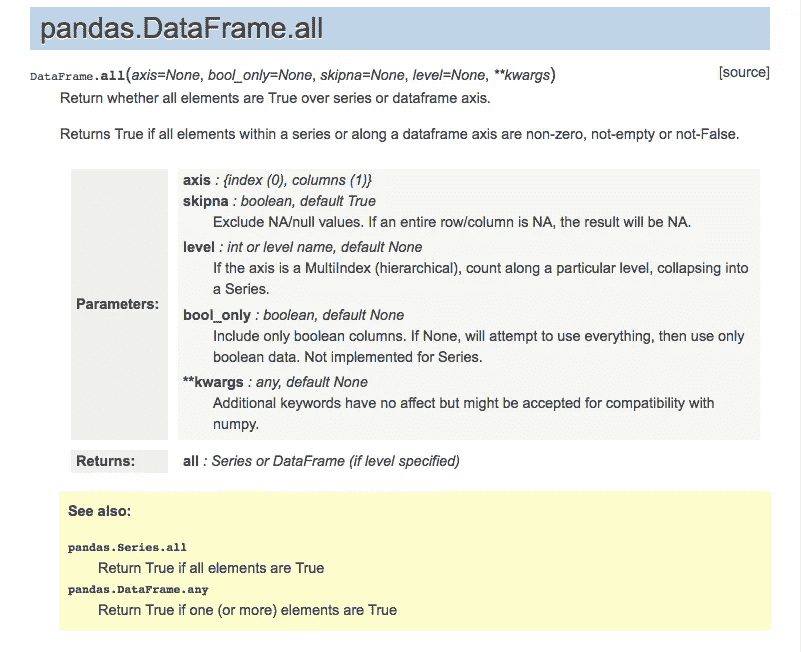 pandas.DataFrame.all
DataFrame.all(axis=None, bool_only=None, skipna=None, level=None, **kwargs) [source]
Return whether all elements are True over series or dataframe axis.
Returns True if all elements within a series or along a dataframe axis are non-zero, not-empty or not-False.
axis : {index (0), columns (1)}
skipna : boolean, default True
Exclude NA/null values. If an entire row/column is NA, the result will be NA.
level : int or level name, default None
If the axis is a MultiIndex (hierarchical), count along a particular level, collapsing into
a Series.
Parameters:
bool_only : boolean, default None
Include only boolean columns. If None, will attempt to use everything, then use only
boolean data. Not implemented for Series.
**kwargs : any, default None
Additional keywords have no affect but might be accepted for compatibility with
numpy.
Returns: all : Series or DataFrame (if level specified)
See also:
pandas.Series.all
Return True if all elements are True
pandas.DataFrame.any
Return True if one (or more) elements are True